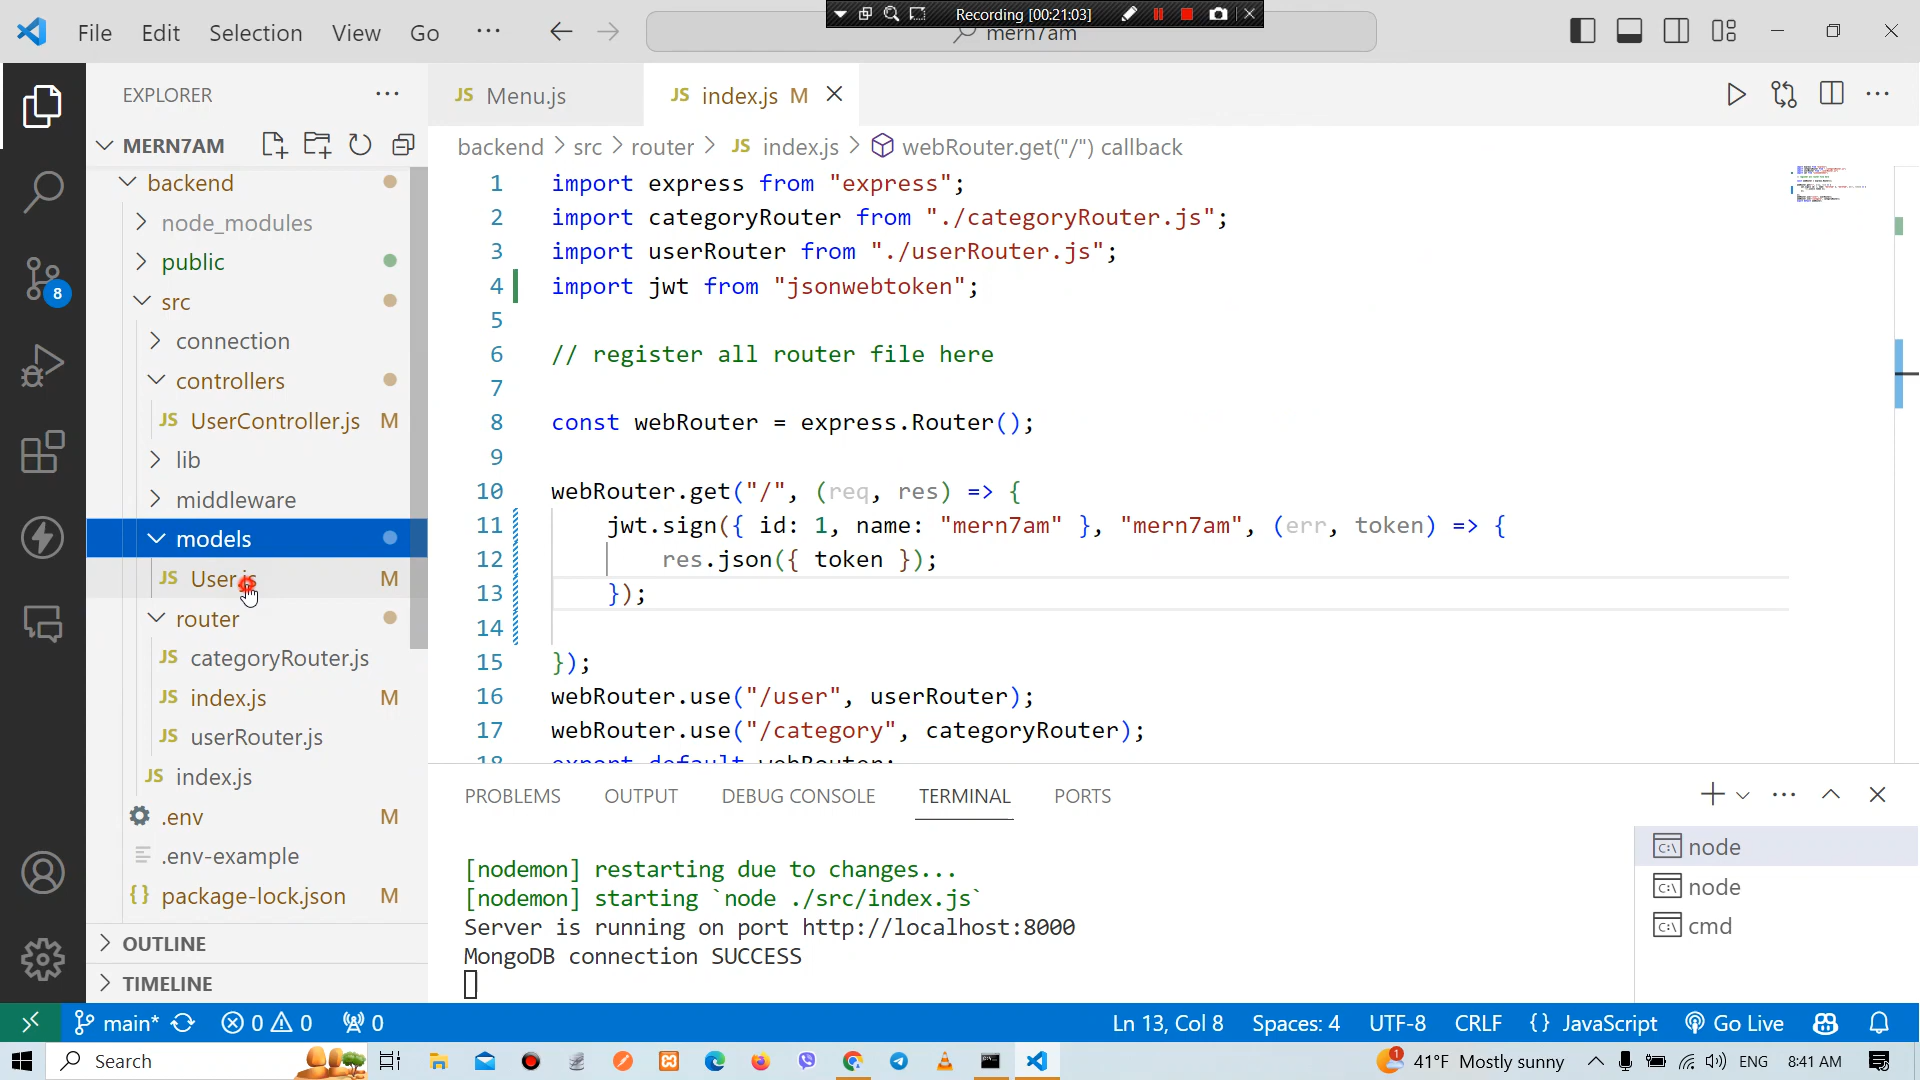 File Edit Selection View Go ... mern7am
Recording [00:21:03]
EXPLORER
MERN7AM
backend
node_modules
public
src
connection
controllers
JS UserController.js M
lib
middleware
models
JS User.js M
router
JS categoryRouter.js
JS index.js M
JS userRouter.js
JS index.js
.env M
.env-example
{} package-lock.json M
OUTLINE
TIMELINE
8
JS Menu.js
JS index.js M
backend > src > router > JS index.js > webRouter.get("/") callback
1 import express from "express";
2 import categoryRouter from "./categoryRouter.js";
3 import userRouter from "./userRouter.js";
4 import jwt from "jsonwebtoken";
5
6 // register all router file here
7
8 const webRouter = express.Router();
9
10 webRouter.get("/", (req, res) => {
11 jwt.sign({ id: 1, name: "mern7am" }, "mern7am", (err, token) => {
12 res.json({ token });
13 });
14
15 });
16 webRouter.use("/user", userRouter);
17 webRouter.use("/category", categoryRouter);
18 export default webRouter;
PROBLEMS OUTPUT DEBUG CONSOLE TERMINAL PORTS
[nodemon] restarting due to changes...
[nodemon] starting `node ./src/index.js`
Server is running on port http://localhost:8000
MongoDB connection SUCCESS
node
node
cmd
main* 0 0 0
Ln 13, Col 8 Spaces: 4 UTF-8 CRLF {} JavaScript Go Live
Search
1 41°F Mostly sunny ENG 8:41 AM